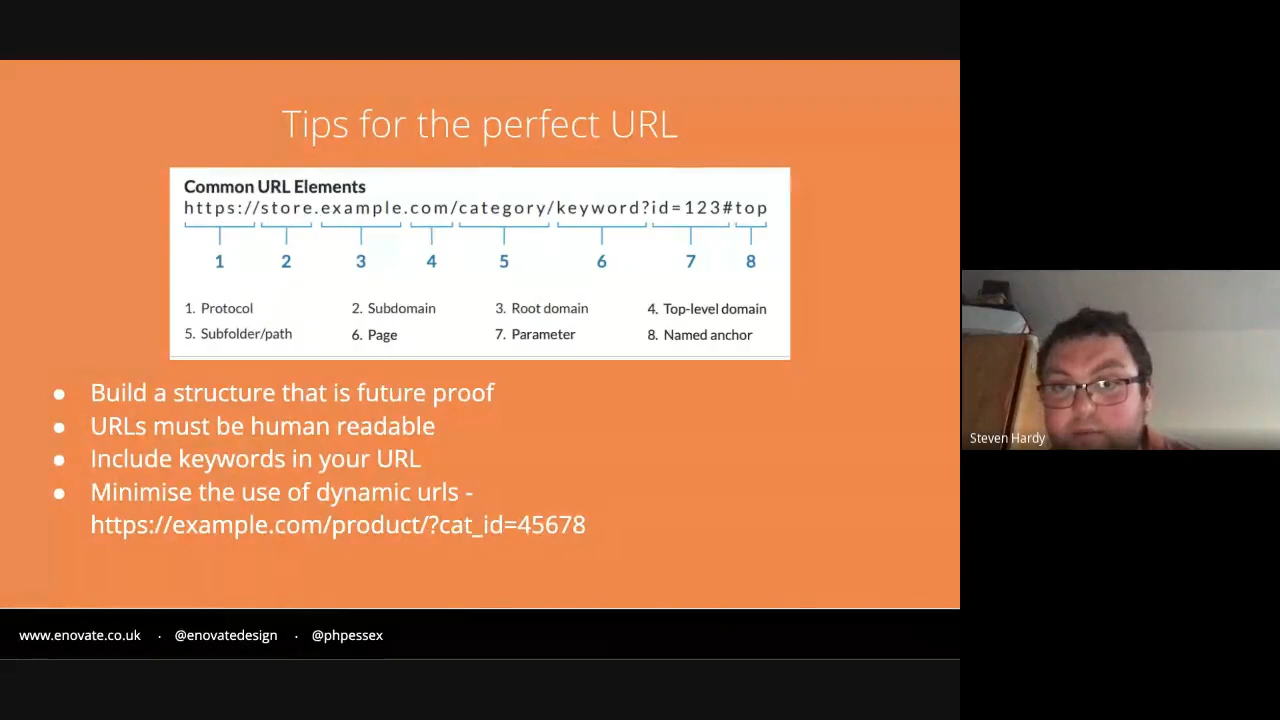 Tips for the perfect URL
Common URL Elements
https://store.example.com/category/keyword?id=123#top
1 2 3 4 5 6 7 8
1. Protocol 2. Subdomain 3. Root domain 4. Top-level domain
5. Subfolder/path 6. Page 7. Parameter 8. Named anchor
● Build a structure that is future proof
● URLs must be human readable
● Include keywords in your URL
● Minimise the use of dynamic urls -
https://example.com/product/?cat_id=45678
Steven Hardy
www.enovate.co.uk · @enovatedesign · @phpessex